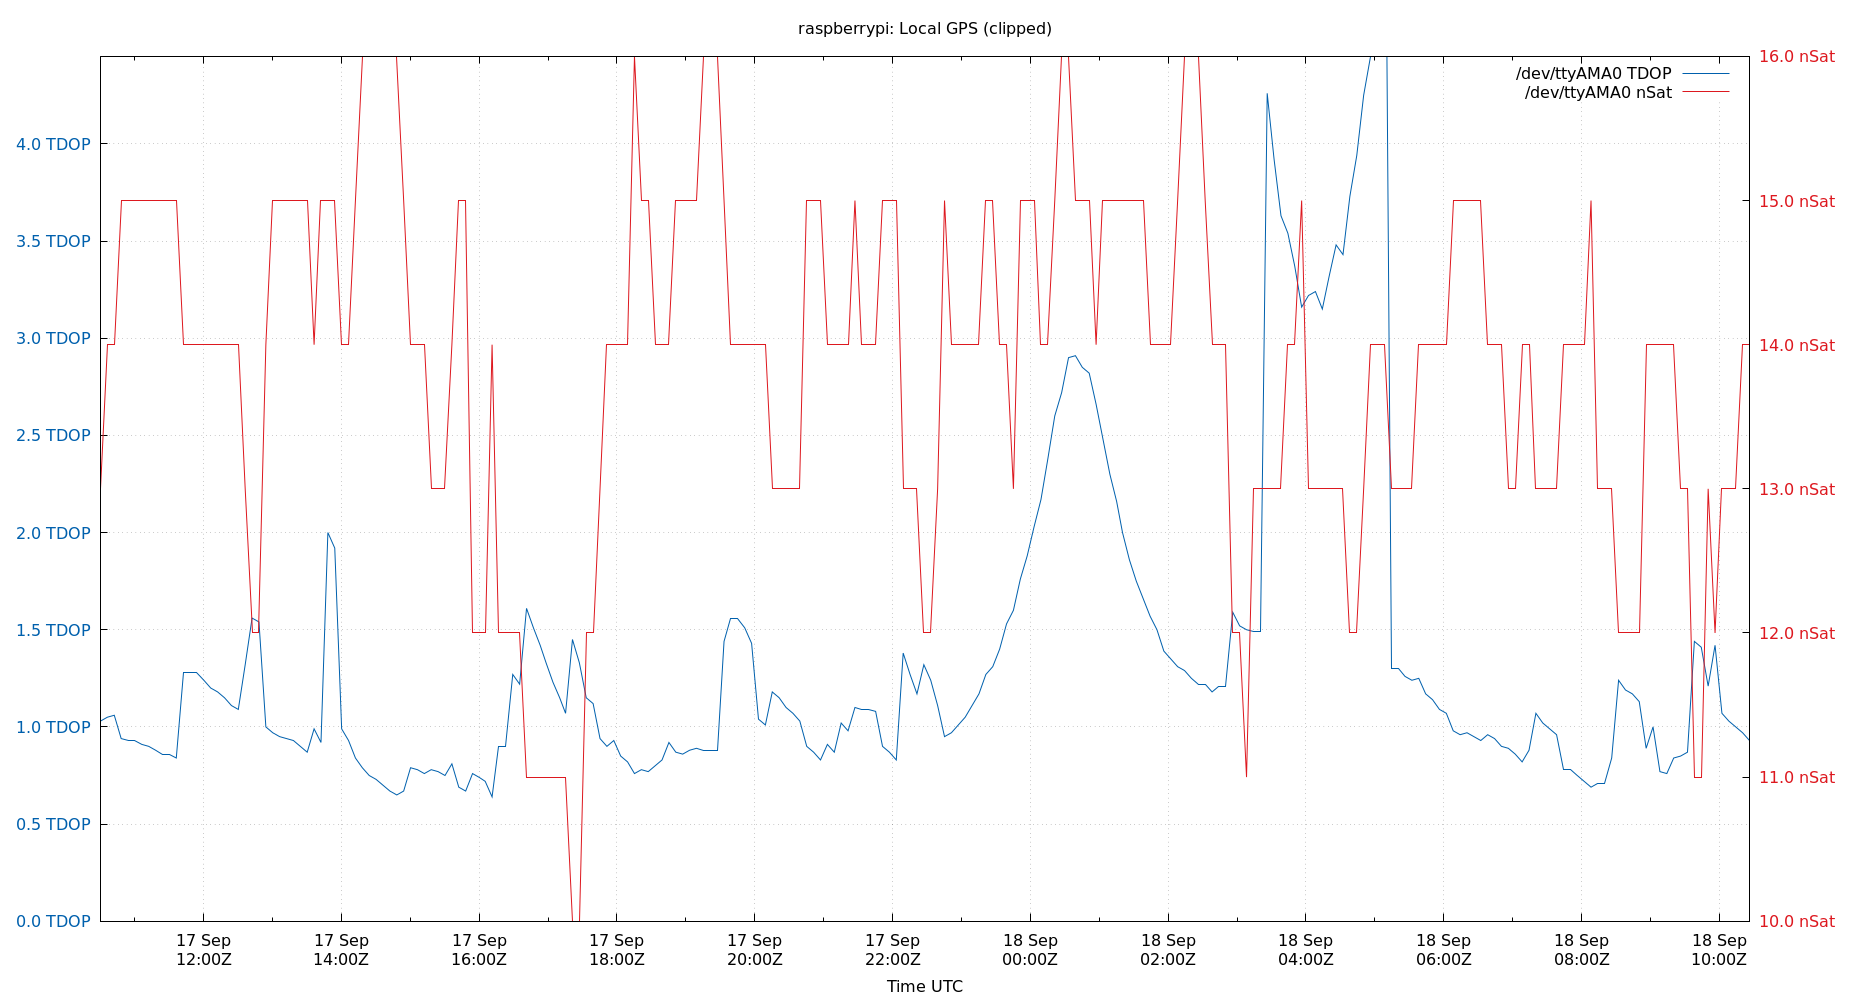 raspberrypi: Local GPS (clipped)
/dev/ttyAMA0 TDOP
/dev/ttyAMA0 nSat
4.0 TDOP
3.5 TDOP
3.0 TDOP
2.5 TDOP
2.0 TDOP
1.5 TDOP
1.0 TDOP
0.5 TDOP
0.0 TDOP
16.0 nSat
15.0 nSat
14.0 nSat
13.0 nSat
12.0 nSat
11.0 nSat
10.0 nSat
17 Sep 17 Sep 17 Sep 17 Sep 17 Sep 17 Sep 18 Sep 18 Sep 18 Sep 18 Sep 18 Sep 18 Sep
12:00Z 14:00Z 16:00Z 18:00Z 20:00Z 22:00Z 00:00Z 02:00Z 04:00Z 06:00Z 08:00Z 10:00Z
Time UTC